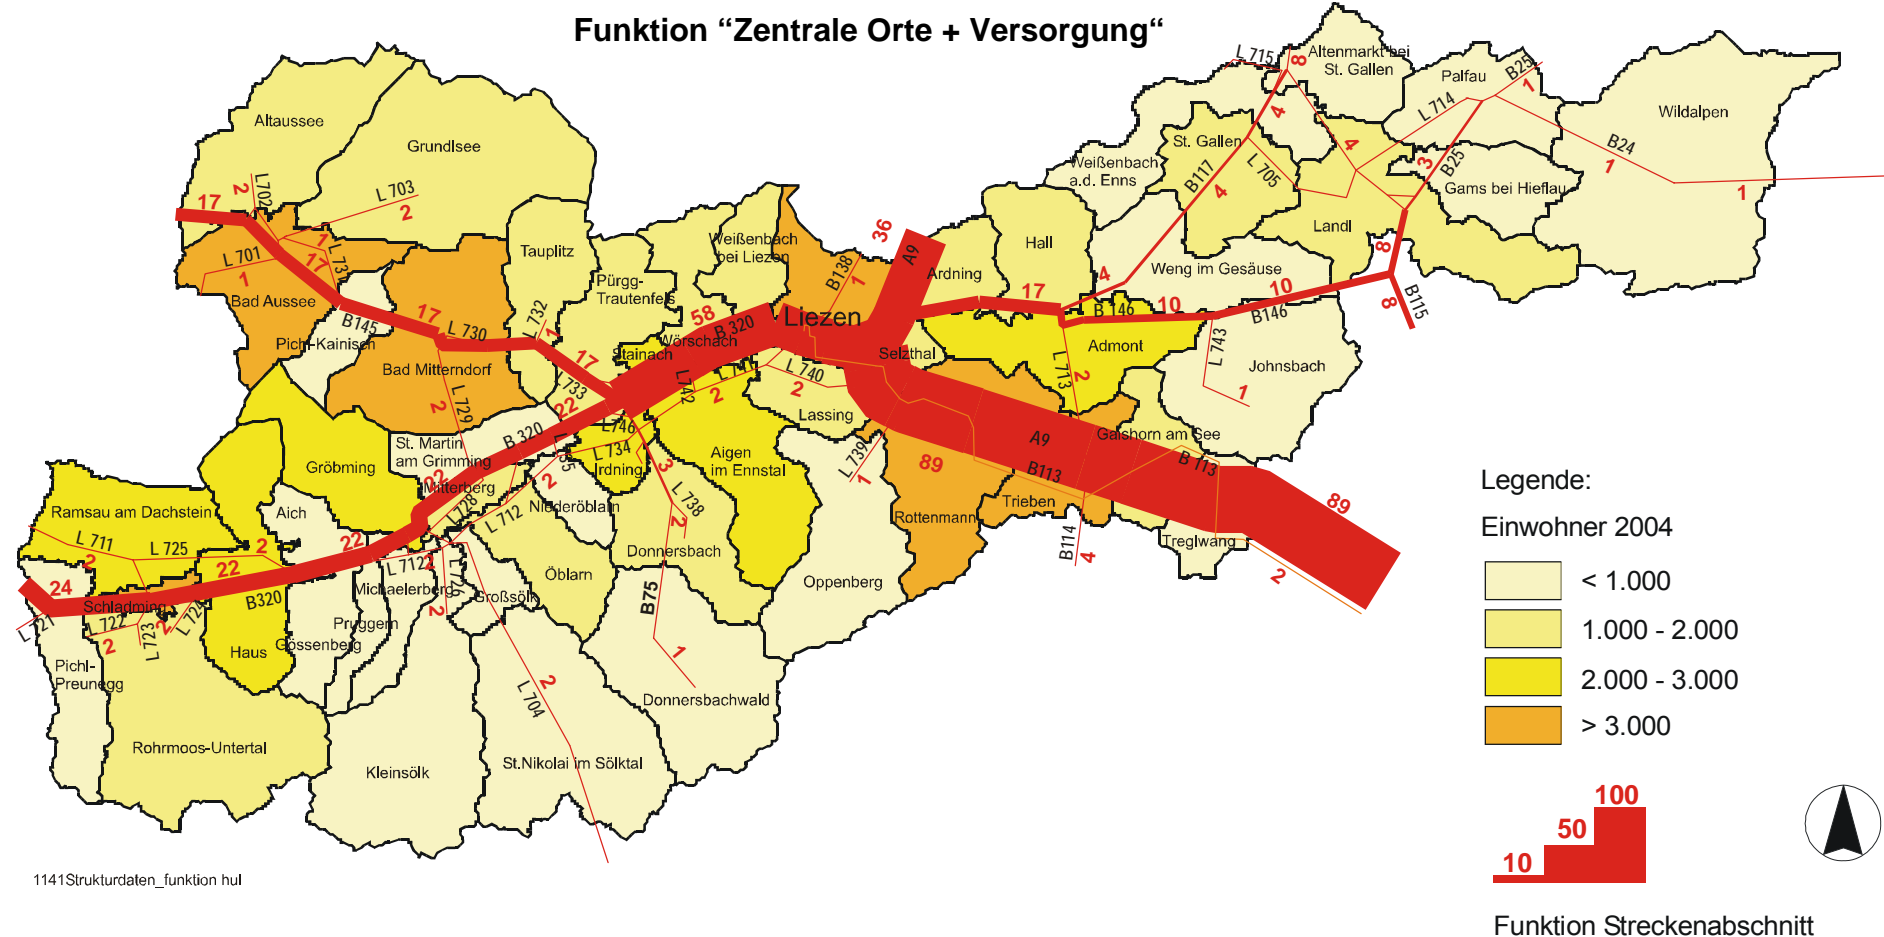 Funktion “Zentrale Orte + Versorgung“
L 715
8
Altenmarkt bei
St. Gallen
Palfau
B25
1
L 714
Wildalpen
B24
1
1
Altaussee
Grundlsee
4
4
St. Gallen
L 705
B117
4
3
B25
Gams bei Hieflau
Weißenbach
a.d. Enns
Landl
17
2
L702
L 703
2
1
L 731
17
L 701
1
Bad Aussee
Tauplitz
Weißenbach
bei Liezen
36
A9
Hall
Ardning
B138
1
Pürgg-
Trautenfels
Weng im Gesäuse
4
8
8
B115
17
10
10
B 146
B146
B145
Pichl-Kainisch
17
L 730
L 732
1
58
B 320
Liezen
Wörschach
Stainach
Selzthal
Admont
L 713
2
L 743
1
Johnsbach
Bad Mitterndorf
L 729
2
17
L 733
22
L 742
L 741
2
L 740
2
Lassing
Gaishorn am See
A9
B113
B 113
89
89
St. Martin
am Grimming
B 320
L746
L 734
Irdning
Aigen
im Ennstal
L 739
1
Gröbming
22
Mitterberg
L 728
L 712
2
Niederöblarn
3
L 738
2
Rottenmann
Trieben
B114
4
Treglwang
2
Ramsau am Dachstein
Aich
L 711
2
L 725
2
22
22
24
B320
L 721
Schladming
L 722
2
L 723
2
L 724
Haus
Gössenberg
Pruggern
Michaelerberg
L 712
2
L 726
2
Großsölk
Öblarn
Donnersbach
B75
1
Oppenberg
Donnersbachwald
Pichl-
Preunegg
Rohrmoos-Untertal
Kleinsölk
L 704
2
St.Nikolai im Sölktal
Legende:
Einwohner 2004
< 1.000
1.000 - 2.000
2.000 - 3.000
> 3.000
100
50
10
Funktion Streckenabschnitt
1141Strukturdaten_funktion hul